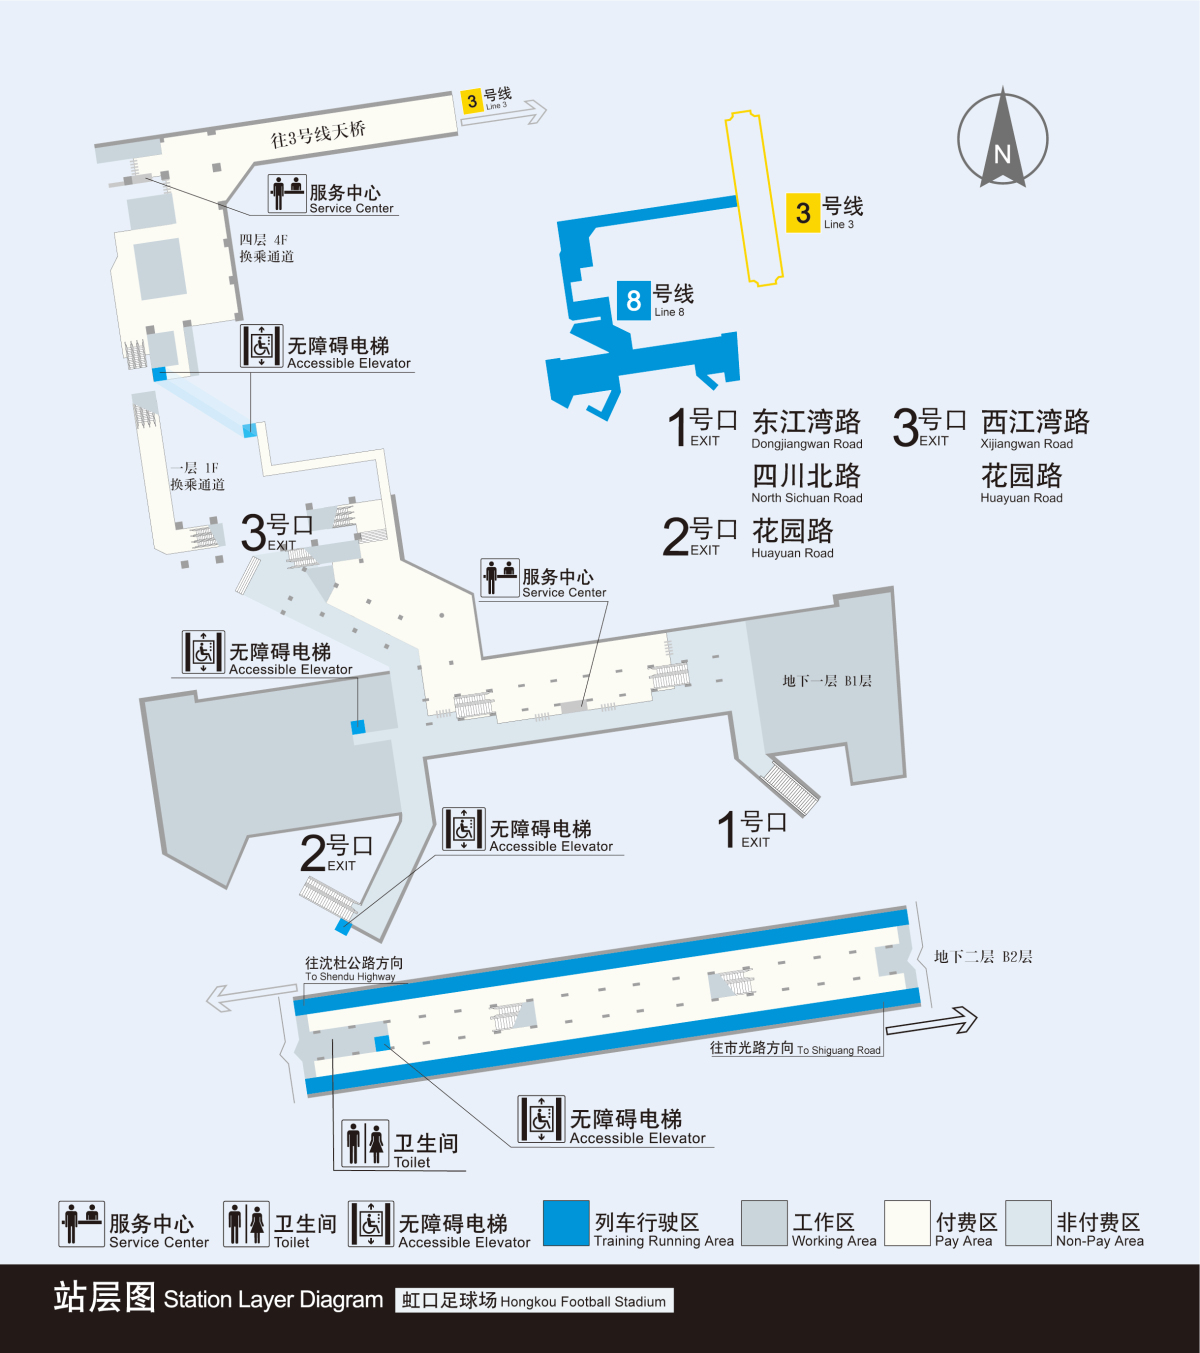 3 号线
Line 3
往3号线天桥
N
服务中心
Service Center
3 号线
Line 3
四层 4F
换乘通道
8 号线
Line 8
无障碍电梯
Accessible Elevator
1号口 东江湾路
EXIT Dongjiangwan Road
四川北路
North Sichuan Road
2号口 花园路
EXIT Huayuan Road
3号口 西江湾路
EXIT Xijiangwan Road
花园路
Huayuan Road
一层 1F
换乘通道
3号口
EXIT
服务中心
Service Center
无障碍电梯
Accessible Elevator
地下一层 B1层
1号口
EXIT
无障碍电梯
Accessible Elevator
2号口
EXIT
往沈杜公路方向
To Shendu Highway
地下二层 B2层
往市光路方向 To Shiguang Road
无障碍电梯
Accessible Elevator
卫生间
Toilet
服务中心
Service Center
卫生间
Toilet
无障碍电梯
Accessible Elevator
列车行驶区
Training Running Area
工作区
Working Area
付费区
Pay Area
非付费区
Non-Pay Area
站层图 Station Layer Diagram 虹口足球场 Hongkou Football Stadium